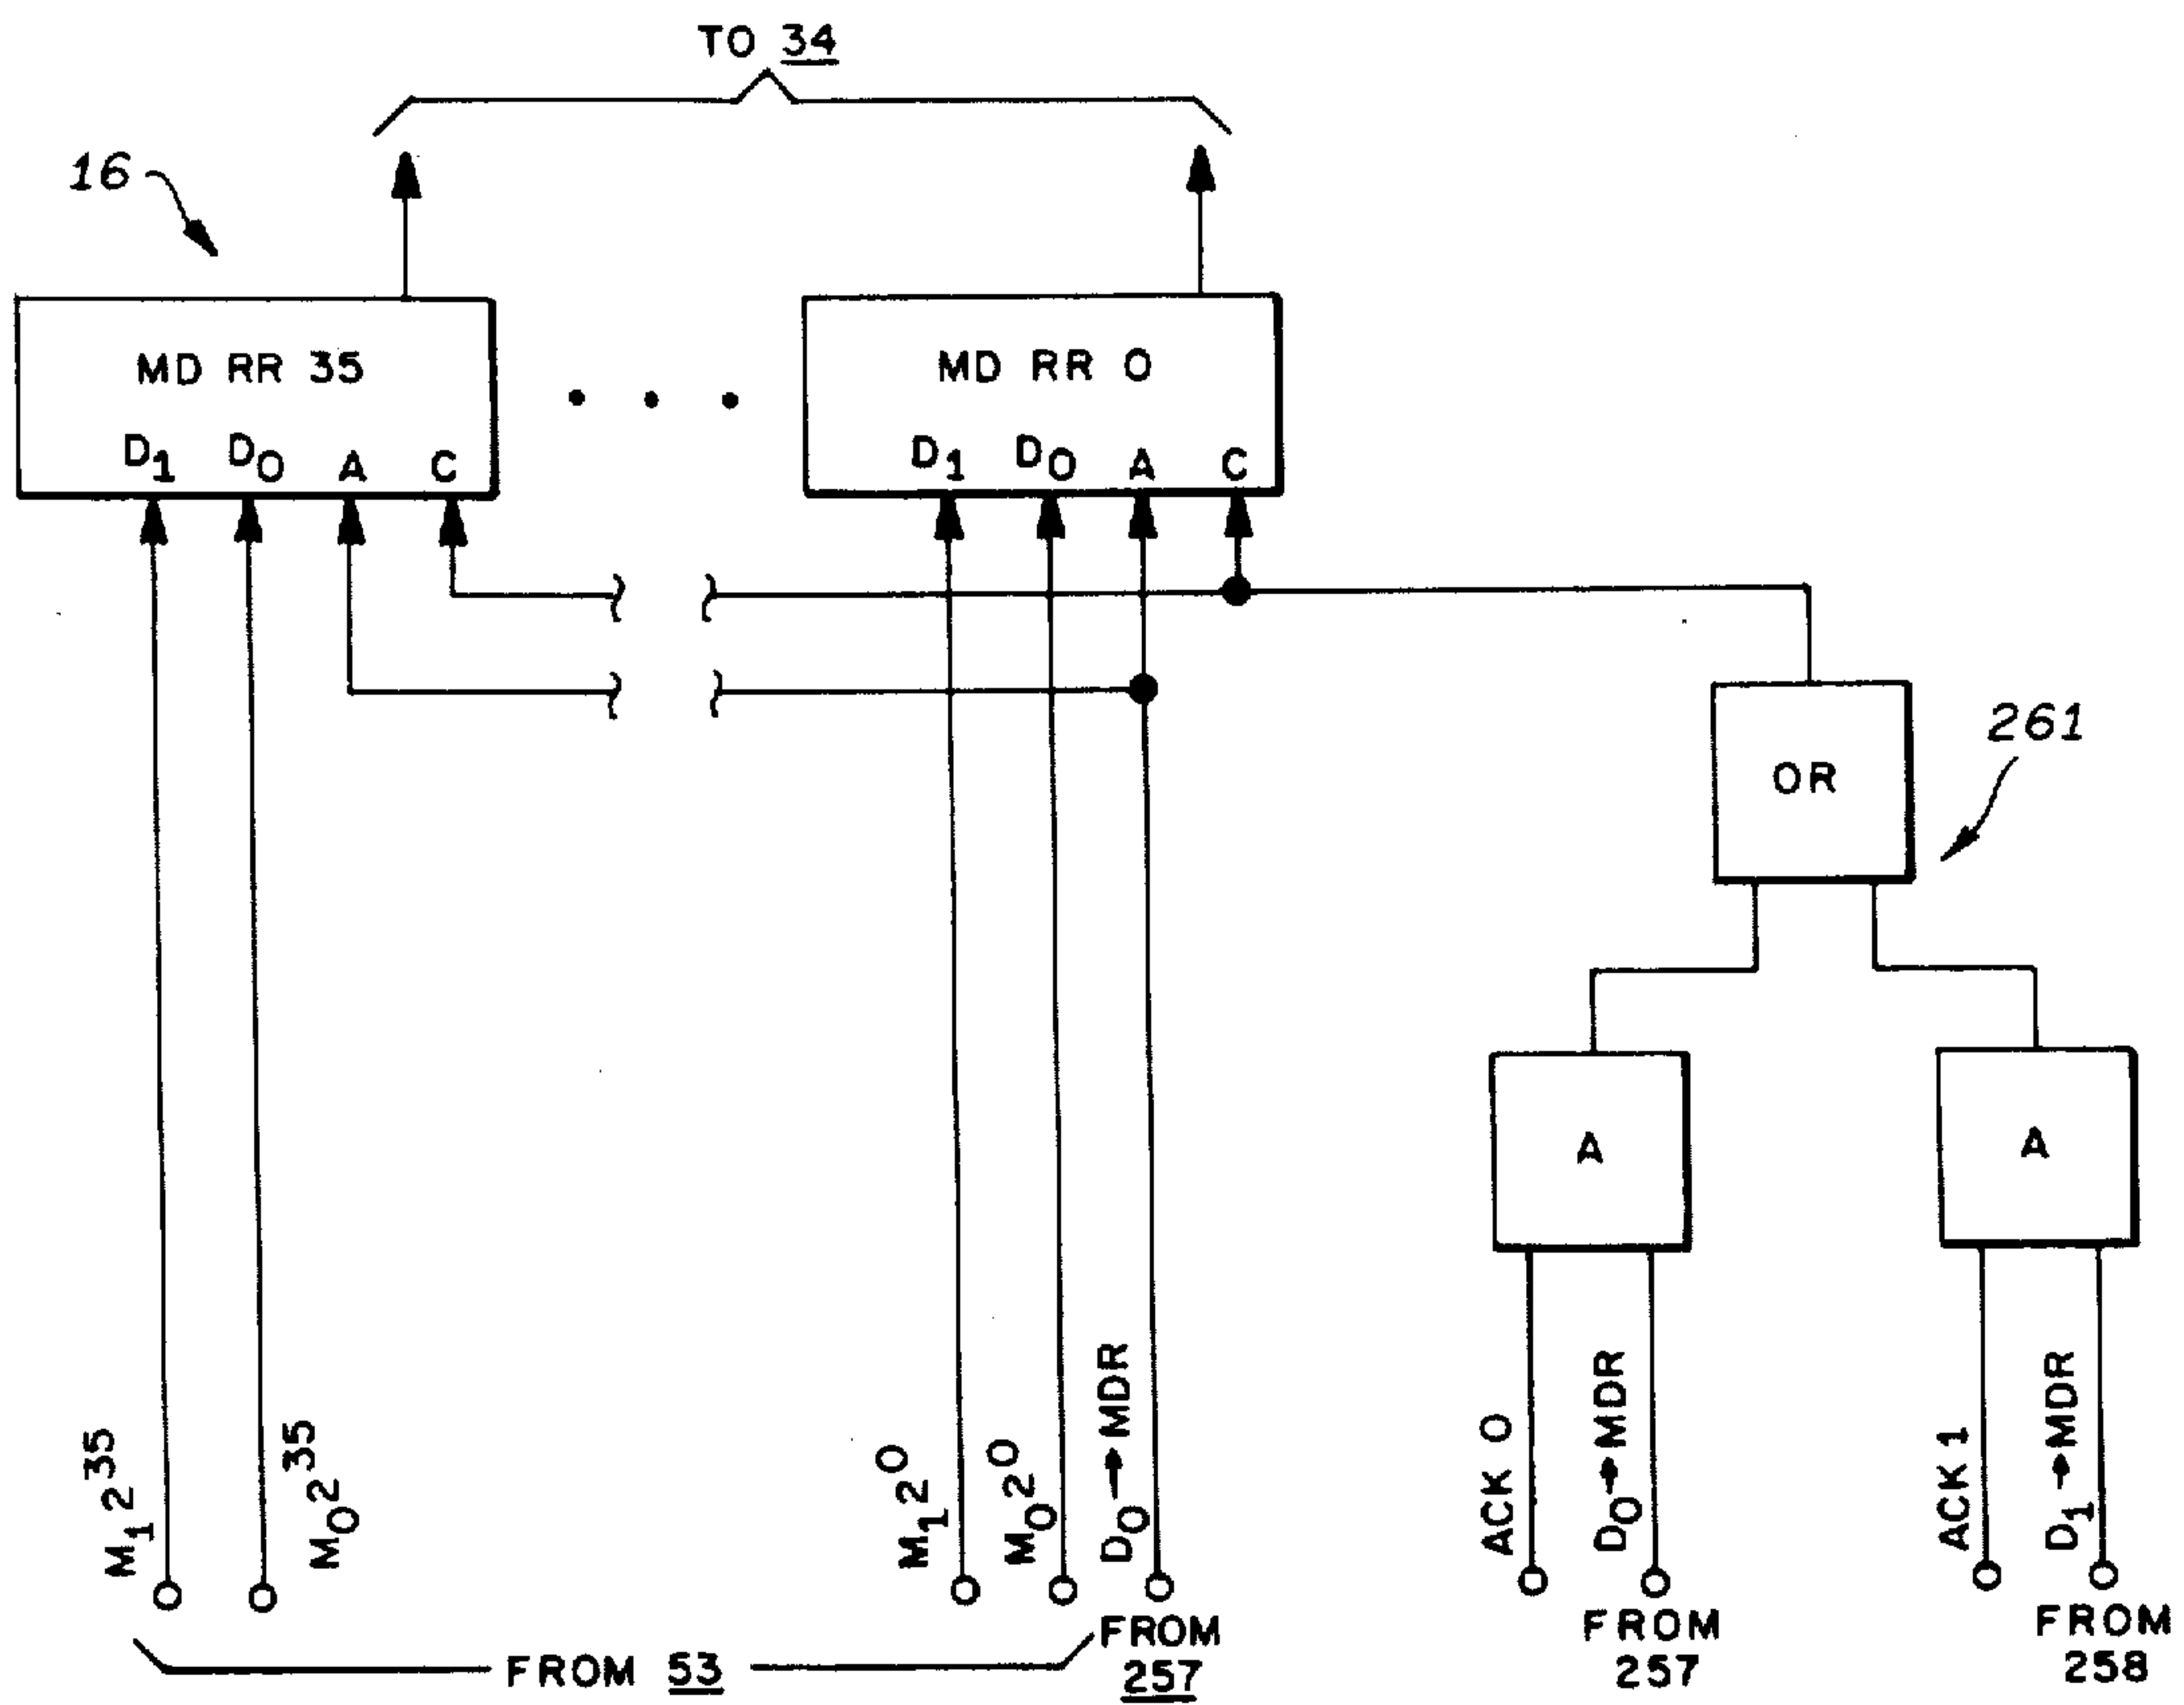 TO 34
16
MD RR 35
MD RR 0
D1 D0 A C
D1 D0 A C
261
OR
A
A
M1 2^35
M0 2^35
M1 2^0
M0 2^0
D0→MDR
ACK 0
D0→MDR
ACK 1
D1→MDR
FROM 53
FROM
257
FROM
257
FROM
258